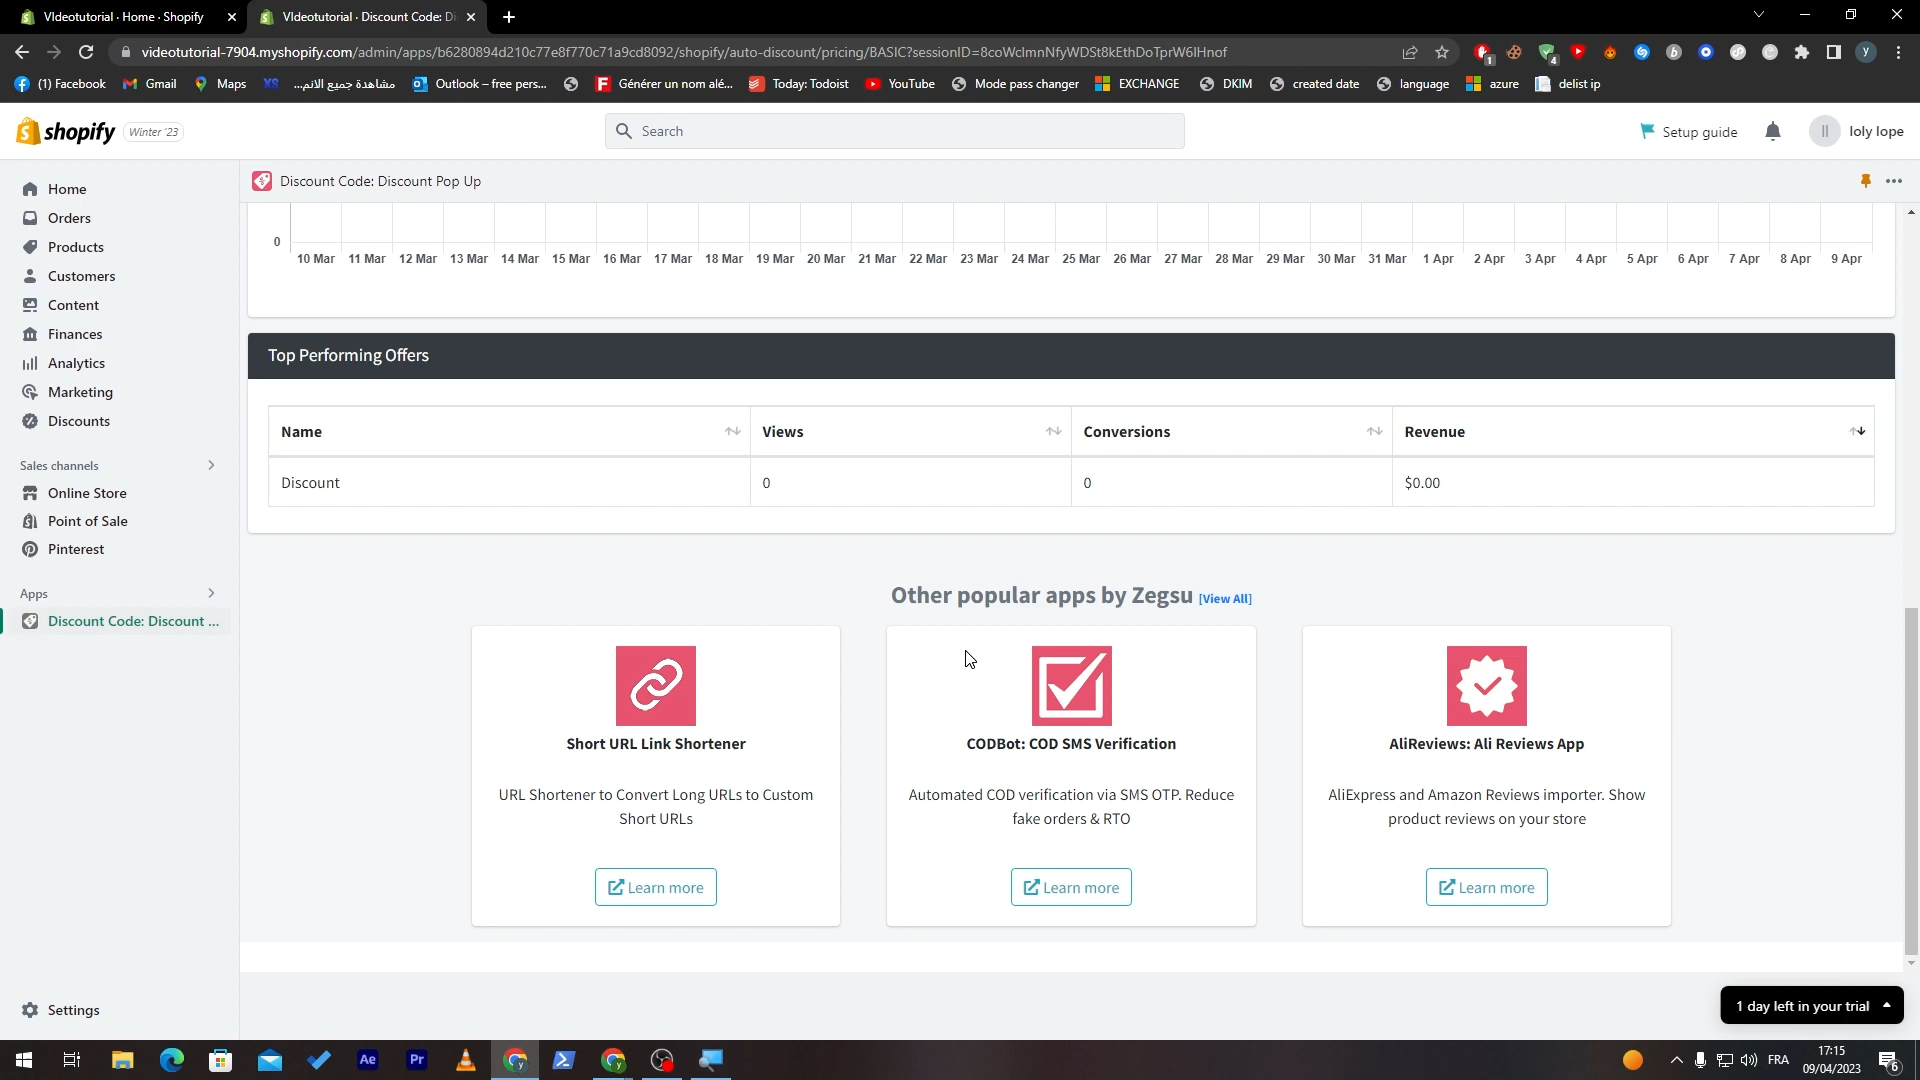 VIdeotutorial · Home · Shopify
VIdeotutorial · Discount Code: Di
videotutorial-7904.myshopify.com/admin/apps/b6280894d210c77e8f770c71a9cd8092/shopify/auto-discount/pricing/BASIC?sessionID=8coWclmnNfyWDSt8kEthDoTprW6lHnof
1
4
y
(1) Facebook
Gmail
Maps
XS
مشاهدة جميع الانم...
Outlook – free pers...
Générer un nom alé...
Today: Todoist
YouTube
Mode pass changer
EXCHANGE
DKIM
created date
language
azure
delist ip
shopify
Winter '23
Search
Setup guide
ll
loly lope
Home
Orders
Products
Customers
Content
Finances
Analytics
Marketing
Discounts
Sales channels
Online Store
Point of Sale
Pinterest
Apps
Discount Code: Discount ...
Settings
Discount Code: Discount Pop Up
0
10 Mar 11 Mar 12 Mar 13 Mar 14 Mar 15 Mar 16 Mar 17 Mar 18 Mar 19 Mar 20 Mar 21 Mar 22 Mar 23 Mar 24 Mar 25 Mar 26 Mar 27 Mar 28 Mar 29 Mar 30 Mar 31 Mar 1 Apr 2 Apr 3 Apr 4 Apr 5 Apr 6 Apr 7 Apr 8 Apr 9 Apr
Top Performing Offers
Name Views Conversions Revenue
Discount 0 0 $0.00
Other popular apps by Zegsu [View All]
Short URL Link Shortener
URL Shortener to Convert Long URLs to Custom
Short URLs
Learn more
CODBot: COD SMS Verification
Automated COD verification via SMS OTP. Reduce
fake orders & RTO
Learn more
AliReviews: Ali Reviews App
AliExpress and Amazon Reviews importer. Show
product reviews on your store
Learn more
1 day left in your trial
Ae
Pr
FRA
17:15
09/04/2023
6